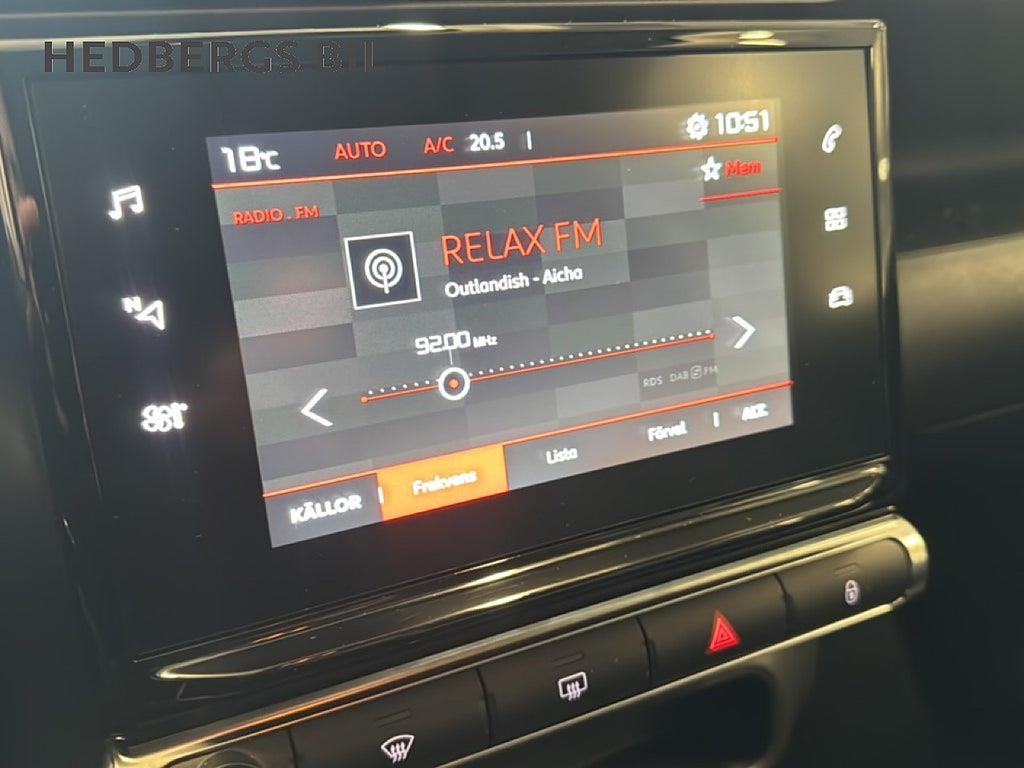 HEDBERGS BIL
18°C AUTO A/C 20.5 10:51
Mem
RADIO . FM
RELAX FM
Outlandish - Aicha
92.00 MHz
RDS DAB FM
KÄLLOR Frekvens Lista Förval
N